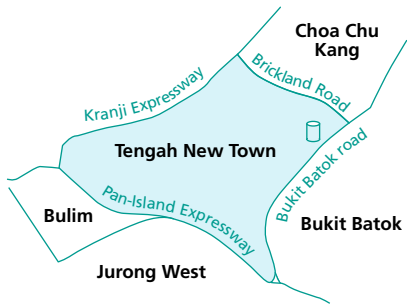 Choa Chu
Kang
Brickland Road
Kranji Expressway
Tengah New Town
Bukit Batok road
Pan-Island Expressway
Bulim
Bukit Batok
Jurong West